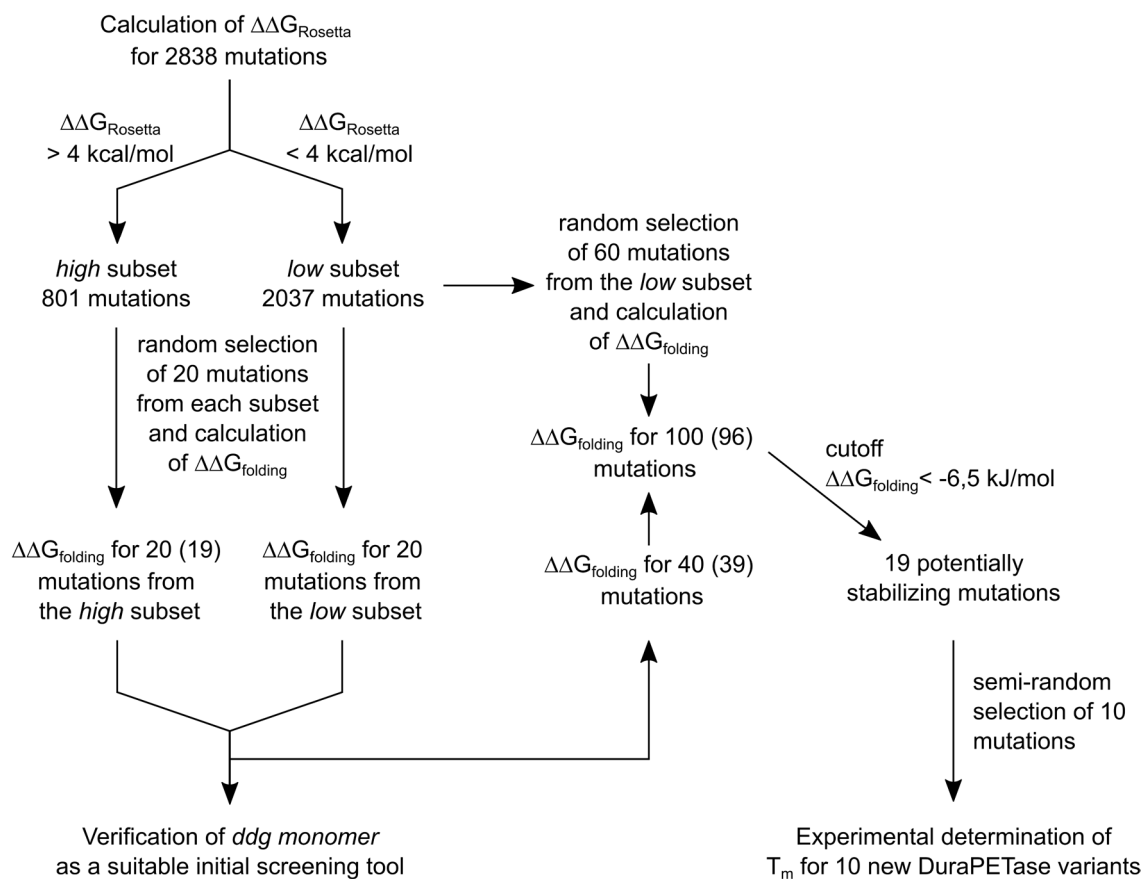 Calculation of ΔΔG_Rosetta
for 2838 mutations
ΔΔG_Rosetta
> 4 kcal/mol
ΔΔG_Rosetta
< 4 kcal/mol
high subset
801 mutations
low subset
2037 mutations
random selection
of 60 mutations
from the low subset
and calculation
of ΔΔG_folding
random selection
of 20 mutations
from each subset
and calculation
of ΔΔG_folding
ΔΔG_folding for 100 (96)
mutations
cutoff
ΔΔG_folding< -6,5 kJ/mol
ΔΔG_folding for 20 (19)
mutations from
the high subset
ΔΔG_folding for 20
mutations from
the low subset
ΔΔG_folding for 40 (39)
mutations
19 potentially
stabilizing mutations
semi-random
selection of 10
mutations
Verification of ddg monomer
as a suitable initial screening tool
Experimental determination of
T_m for 10 new DuraPETase variants